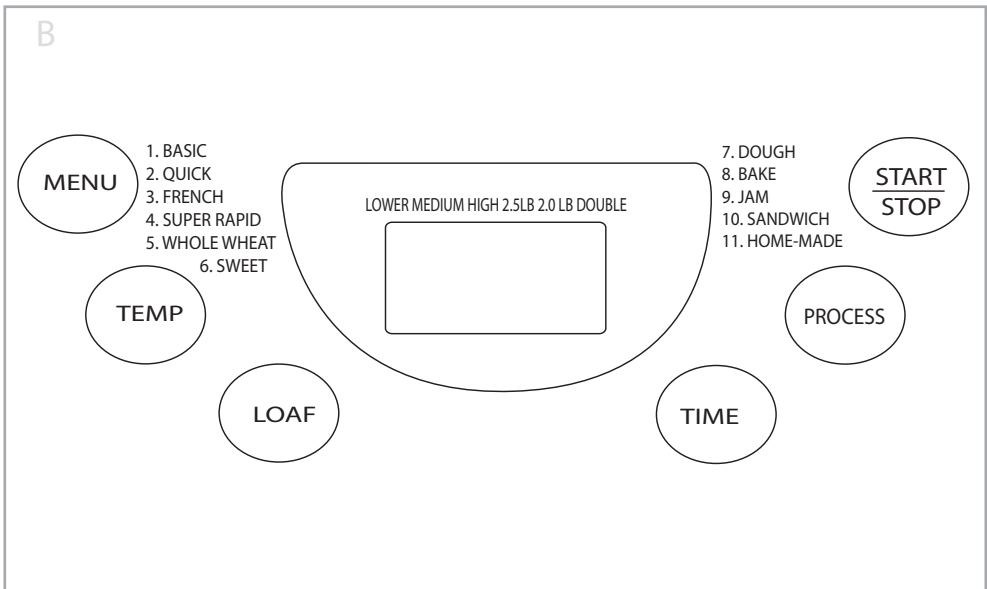 B
MENU
1. BASIC
2. QUICK
3. FRENCH
4. SUPER RAPID
5. WHOLE WHEAT
6. SWEET
LOWER MEDIUM HIGH 2.5LB 2.0 LB DOUBLE
7. DOUGH
8. BAKE
9. JAM
10. SANDWICH
11. HOME-MADE
START
STOP
TEMP
PROCESS
LOAF
TIME